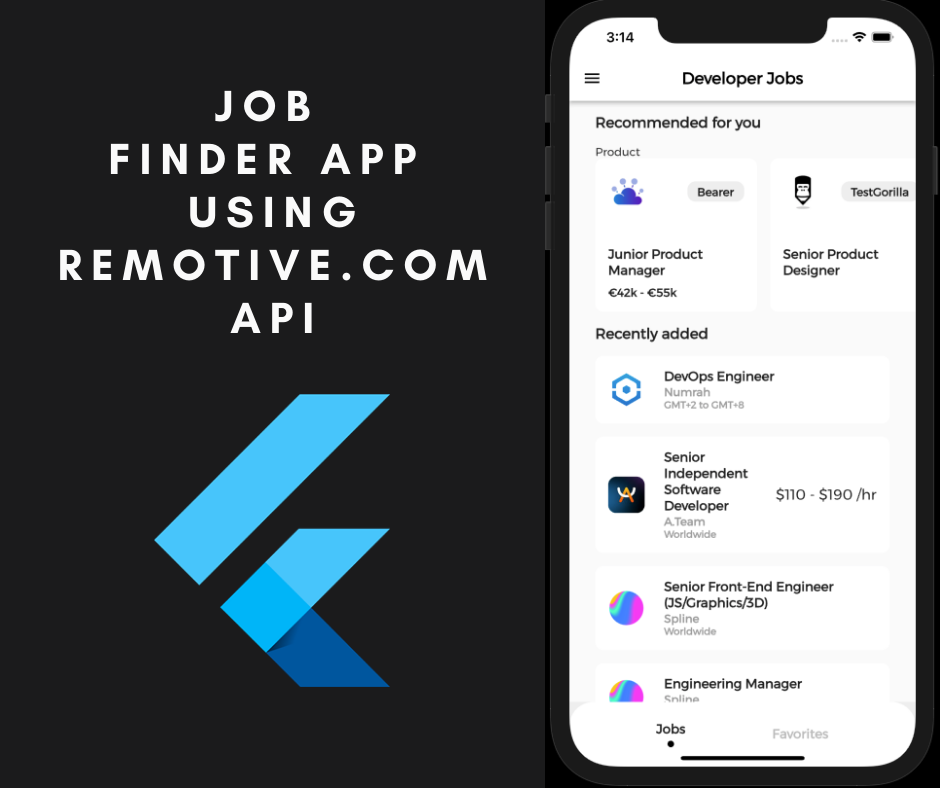 JOB
FINDER APP
USING
REMOTIVE.COM
API
3:14
Developer Jobs
Recommended for you
Product
Bearer
TestGorilla
Junior Product
Manager
€42k - €55k
Senior Product
Designer
Recently added
DevOps Engineer
Numrah
GMT+2 to GMT+8
Senior
Independent
Software
Developer
A.Team
Worldwide
$110 - $190 /hr
Senior Front-End Engineer
(JS/Graphics/3D)
Spline
Worldwide
Engineering Manager
Spline
Jobs
Favorites